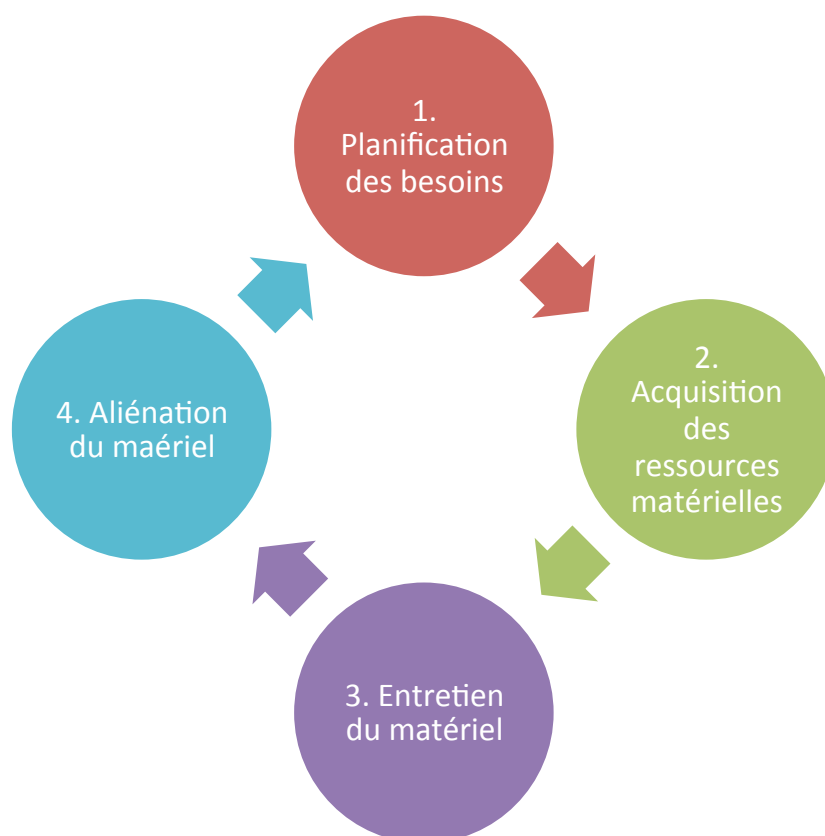 1.
Planification
des besoins
2.
Acquisition
des
ressources
matérielles
3. Entretien
du matériel
4. Aliénation
du maériel